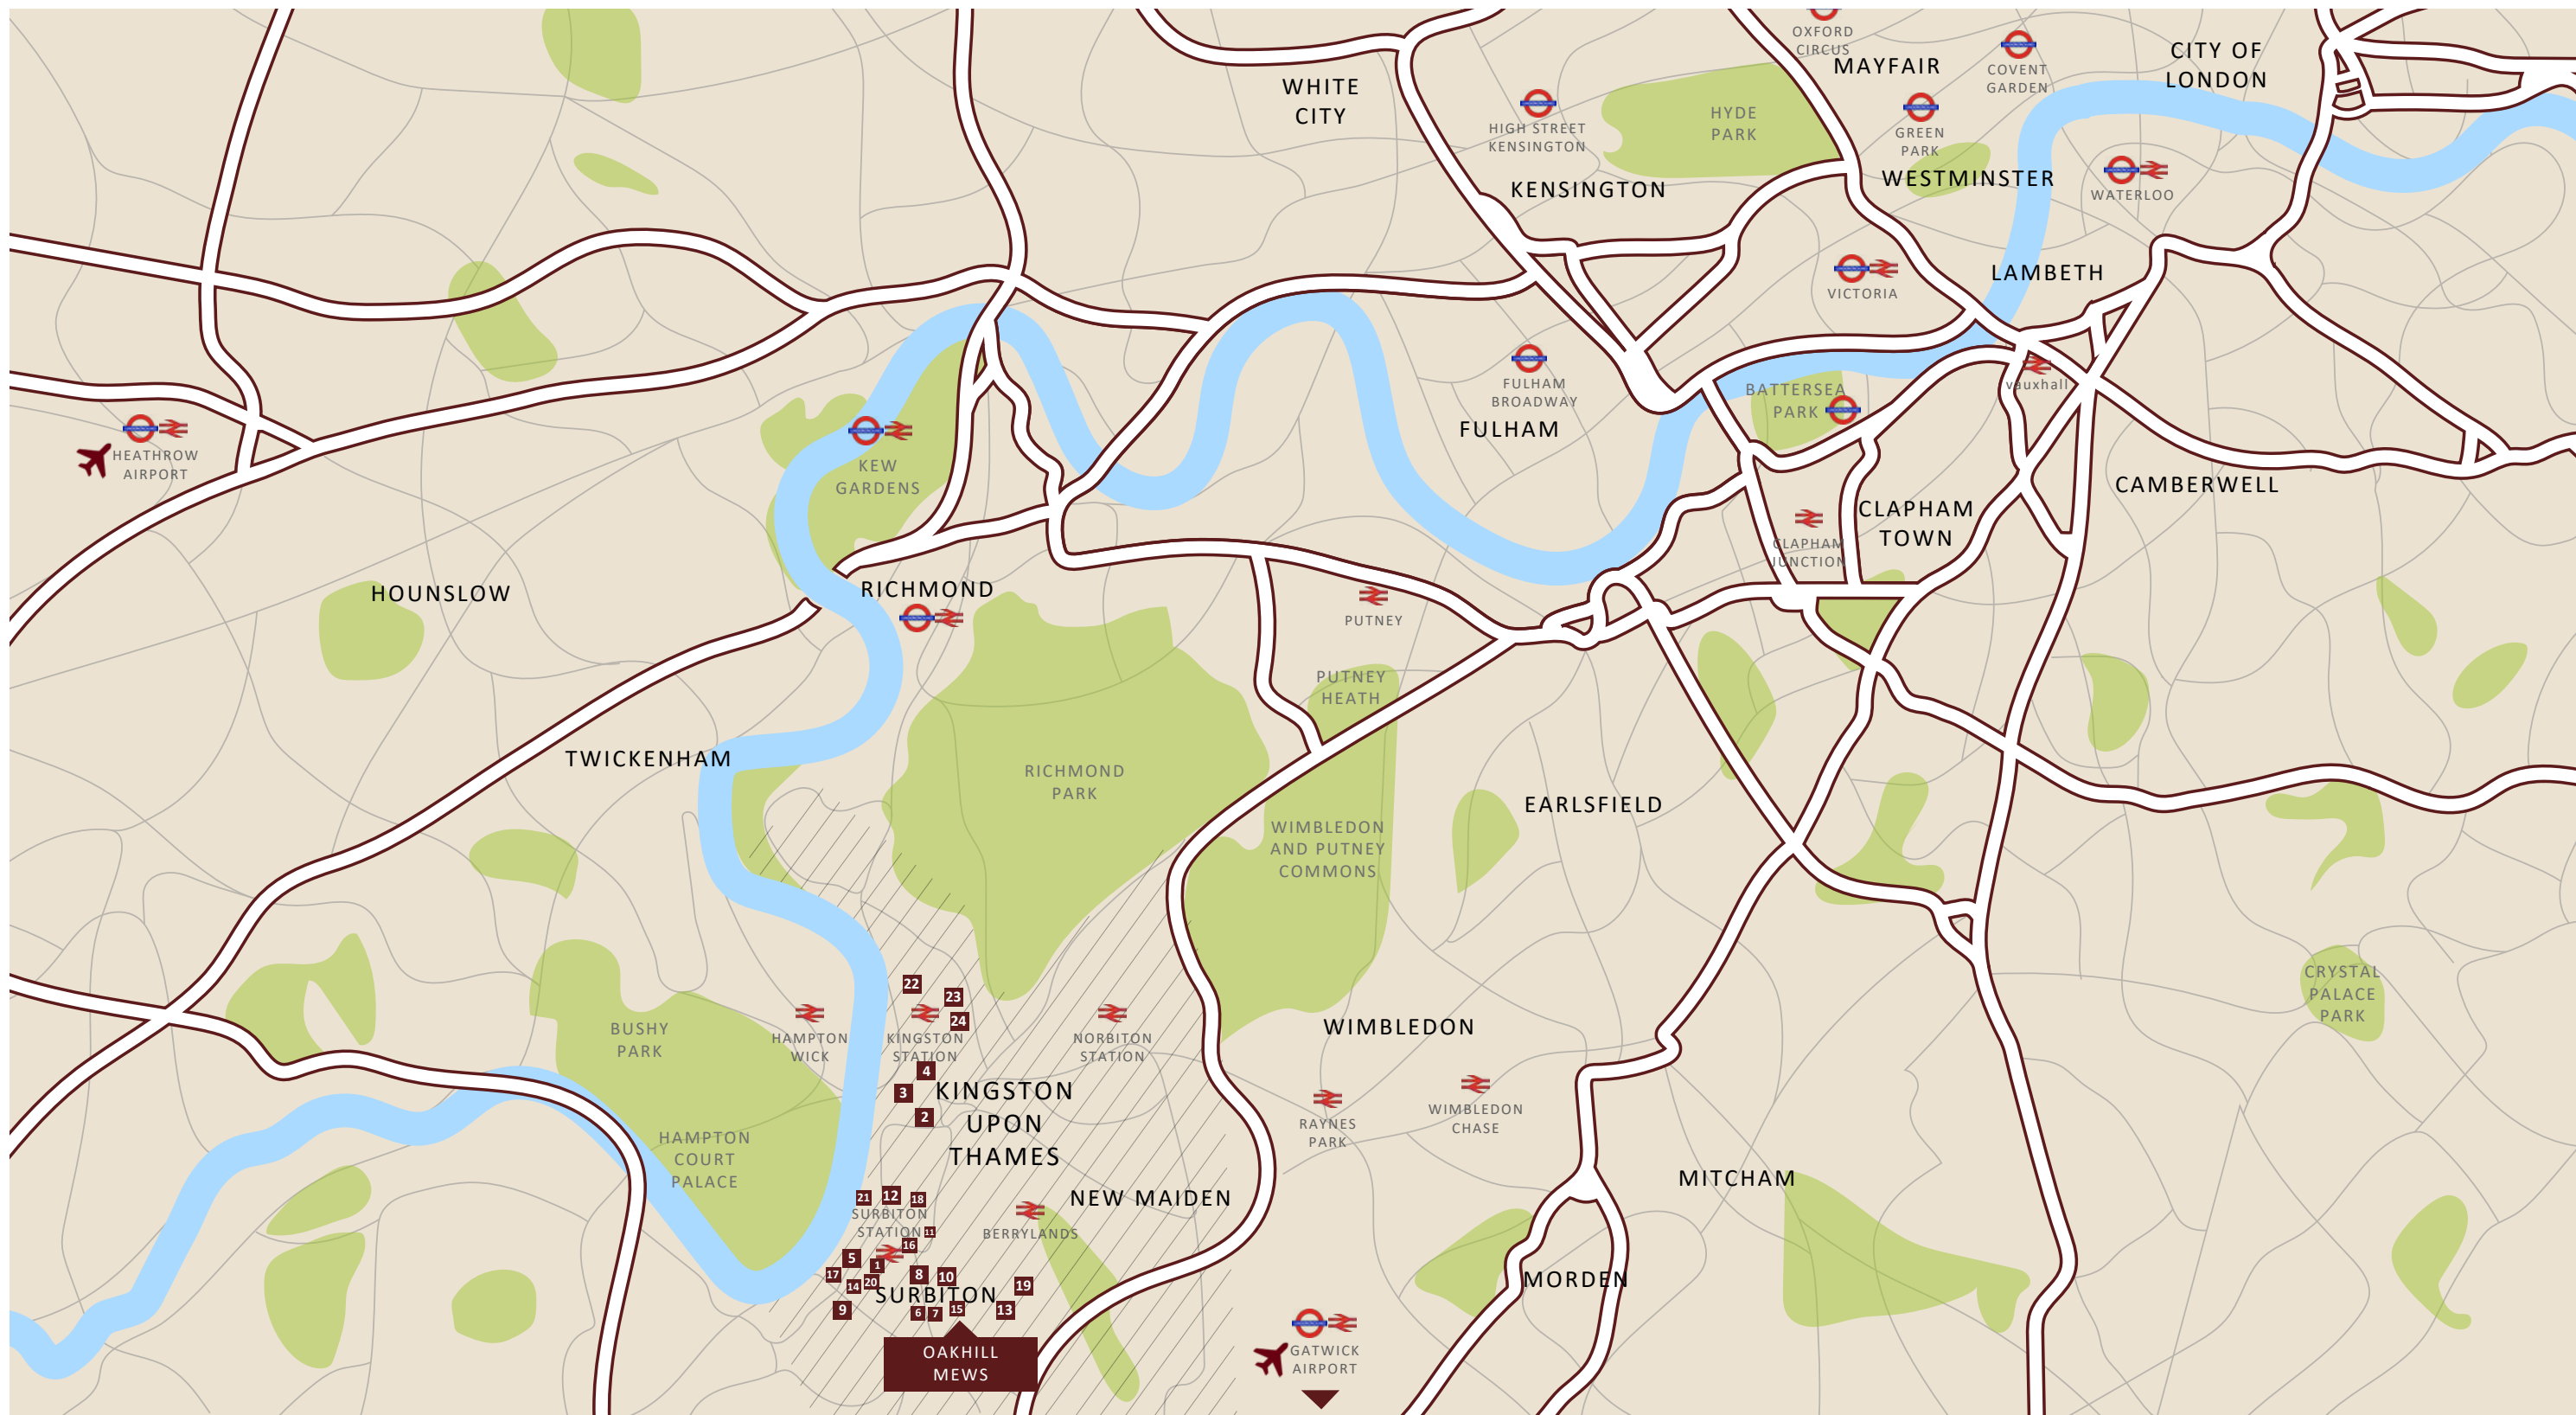 OXFORD
CIRCUS
MAYFAIR
COVENT
GARDEN
CITY OF
LONDON
WHITE
CITY
HIGH STREET
KENSINGTON
HYDE
PARK
GREEN
PARK
KENSINGTON
WESTMINSTER
WATERLOO
VICTORIA
LAMBETH
FULHAM
BROADWAY
FULHAM
BATTERSEA
PARK
vauxhall
HEATHROW
AIRPORT
KEW
GARDENS
CAMBERWELL
CLAPHAM
TOWN
CLAPHAM
JUNCTION
HOUNSLOW
RICHMOND
PUTNEY
PUTNEY
HEATH
TWICKENHAM
RICHMOND
PARK
EARLSFIELD
WIMBLEDON
AND PUTNEY
COMMONS
CRYSTAL
PALACE
PARK
22
23
24
BUSHY
PARK
HAMPTON
WICK
KINGSTON
STATION
NORBITON
STATION
WIMBLEDON
4
3
2
KINGSTON
UPON
THAMES
RAYNES
PARK
WIMBLEDON
CHASE
HAMPTON
COURT
PALACE
MITCHAM
21
12
18
SURBITON
STATION
11
NEW MAIDEN
BERRYLANDS
16
5
1
17
14
20
8
10
19
SURBITON
9
6
7
15
13
MORDEN
OAKHILL
MEWS
GATWICK
AIRPORT